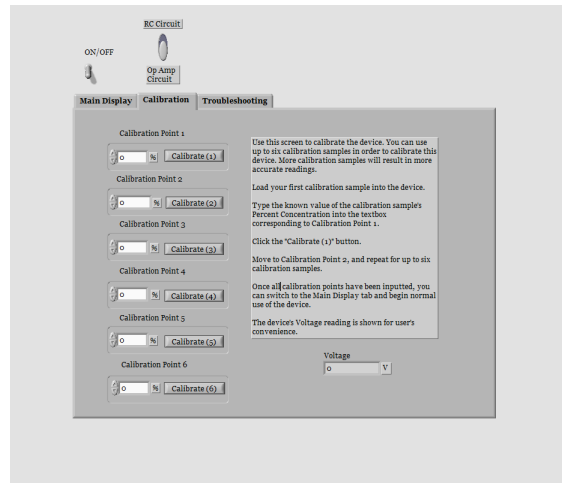 RC Circuit
ON/OFF
Op Amp
Circuit
Main Display
Calibration
Troubleshooting
Calibration Point 1
0 % Calibrate (1)
Calibration Point 2
0 % Calibrate (2)
Calibration Point 3
0 % Calibrate (3)
Calibration Point 4
0 % Calibrate (4)
Calibration Point 5
0 % Calibrate (5)
Calibration Point 6
0 % Calibrate (6)
Use this screen to calibrate the device. You can use
up to six calibration samples in order to calibrate this
device. More calibration samples will result in more
accurate readings.
Load your first calibration sample into the device.
Type the known value of the calibration sample's
Percent Concentration into the textbox
corresponding to Calibration Point 1.
Click the "Calibrate (1)" button.
Move to Calibration Point 2, and repeat for up to six
calibration samples.
Once all calibration points have been inputted, you
can switch to the Main Display tab and begin normal
use of the device.
The device's Voltage reading is shown for user's
convenience.
Voltage
0 V